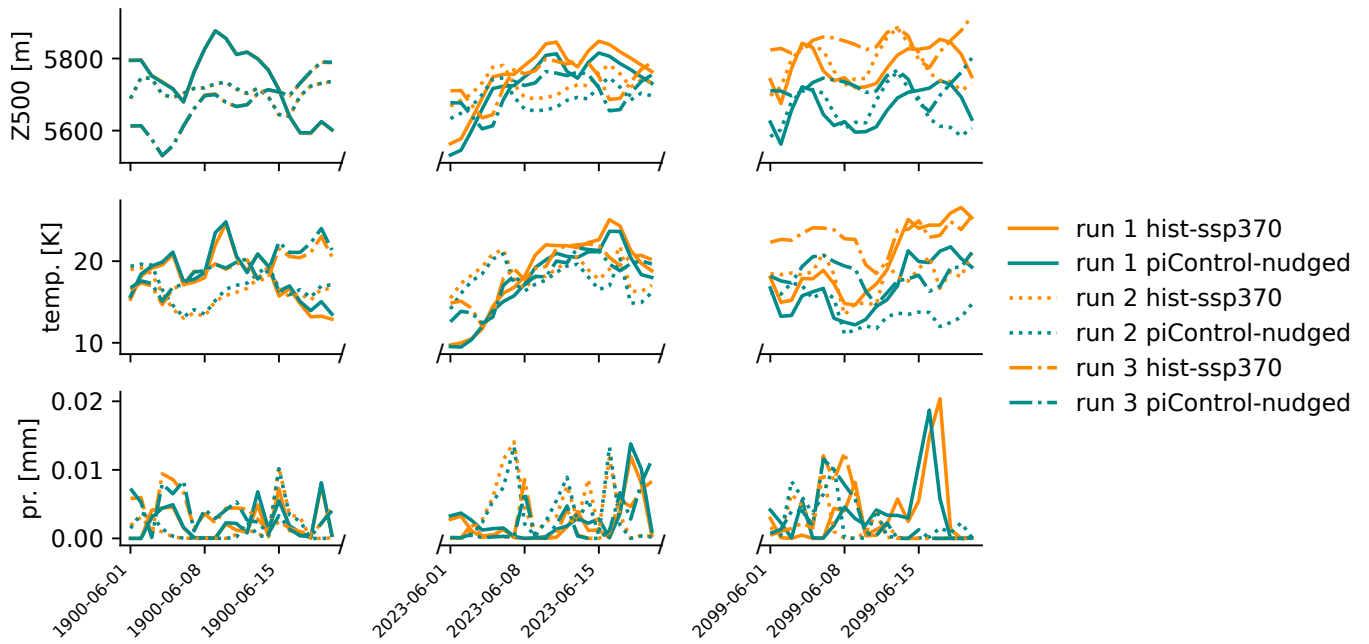 Z500 [m]
5800
5600
temp. [K]
20
10
pr. [mm]
0.02
0.01
0.00
1900-06-01
1900-06-08
1900-06-15
2023-06-01
2023-06-08
2023-06-15
2099-06-01
2099-06-08
2099-06-15
run 1 hist-ssp370
run 1 piControl-nudged
run 2 hist-ssp370
run 2 piControl-nudged
run 3 hist-ssp370
run 3 piControl-nudged